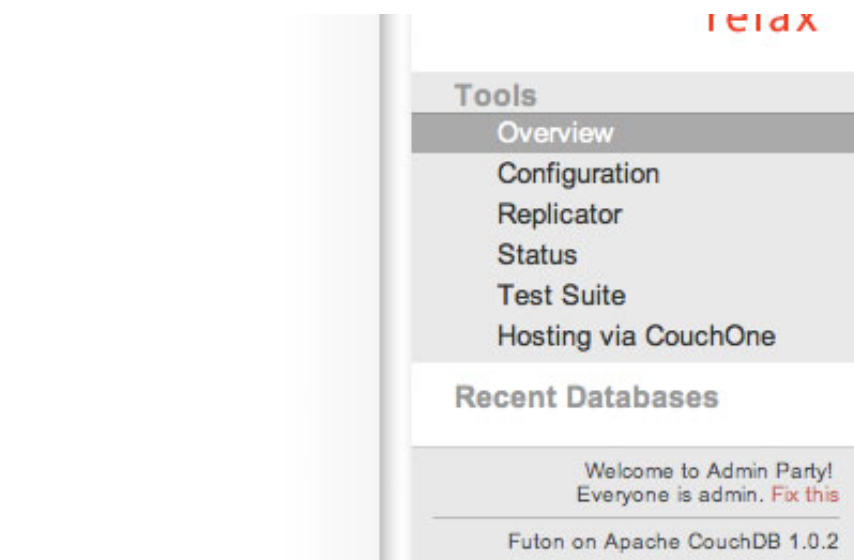 relax
Tools
Overview
Configuration
Replicator
Status
Test Suite
Hosting via CouchOne
Recent Databases
Welcome to Admin Party!
Everyone is admin. Fix this
Futon on Apache CouchDB 1.0.2